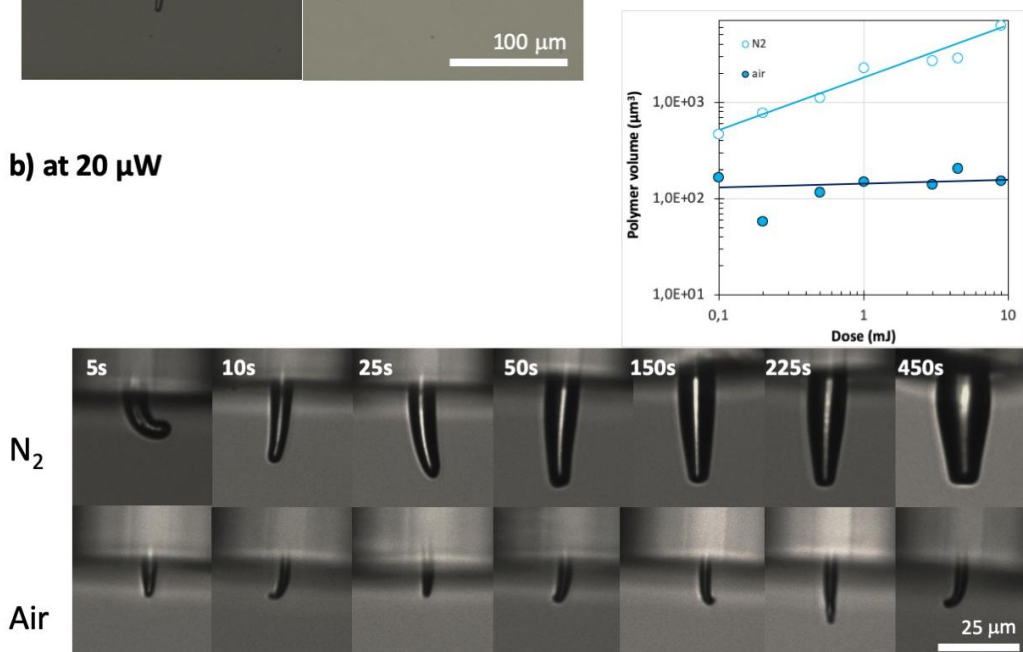 100 µm
N2
air
Polymer volume (µm³)
1,0E+03
1,0E+02
1,0E+01
0,1
1
10
Dose (mJ)
b) at 20 µW
5s
10s
25s
50s
150s
225s
450s
N₂
Air
25 µm